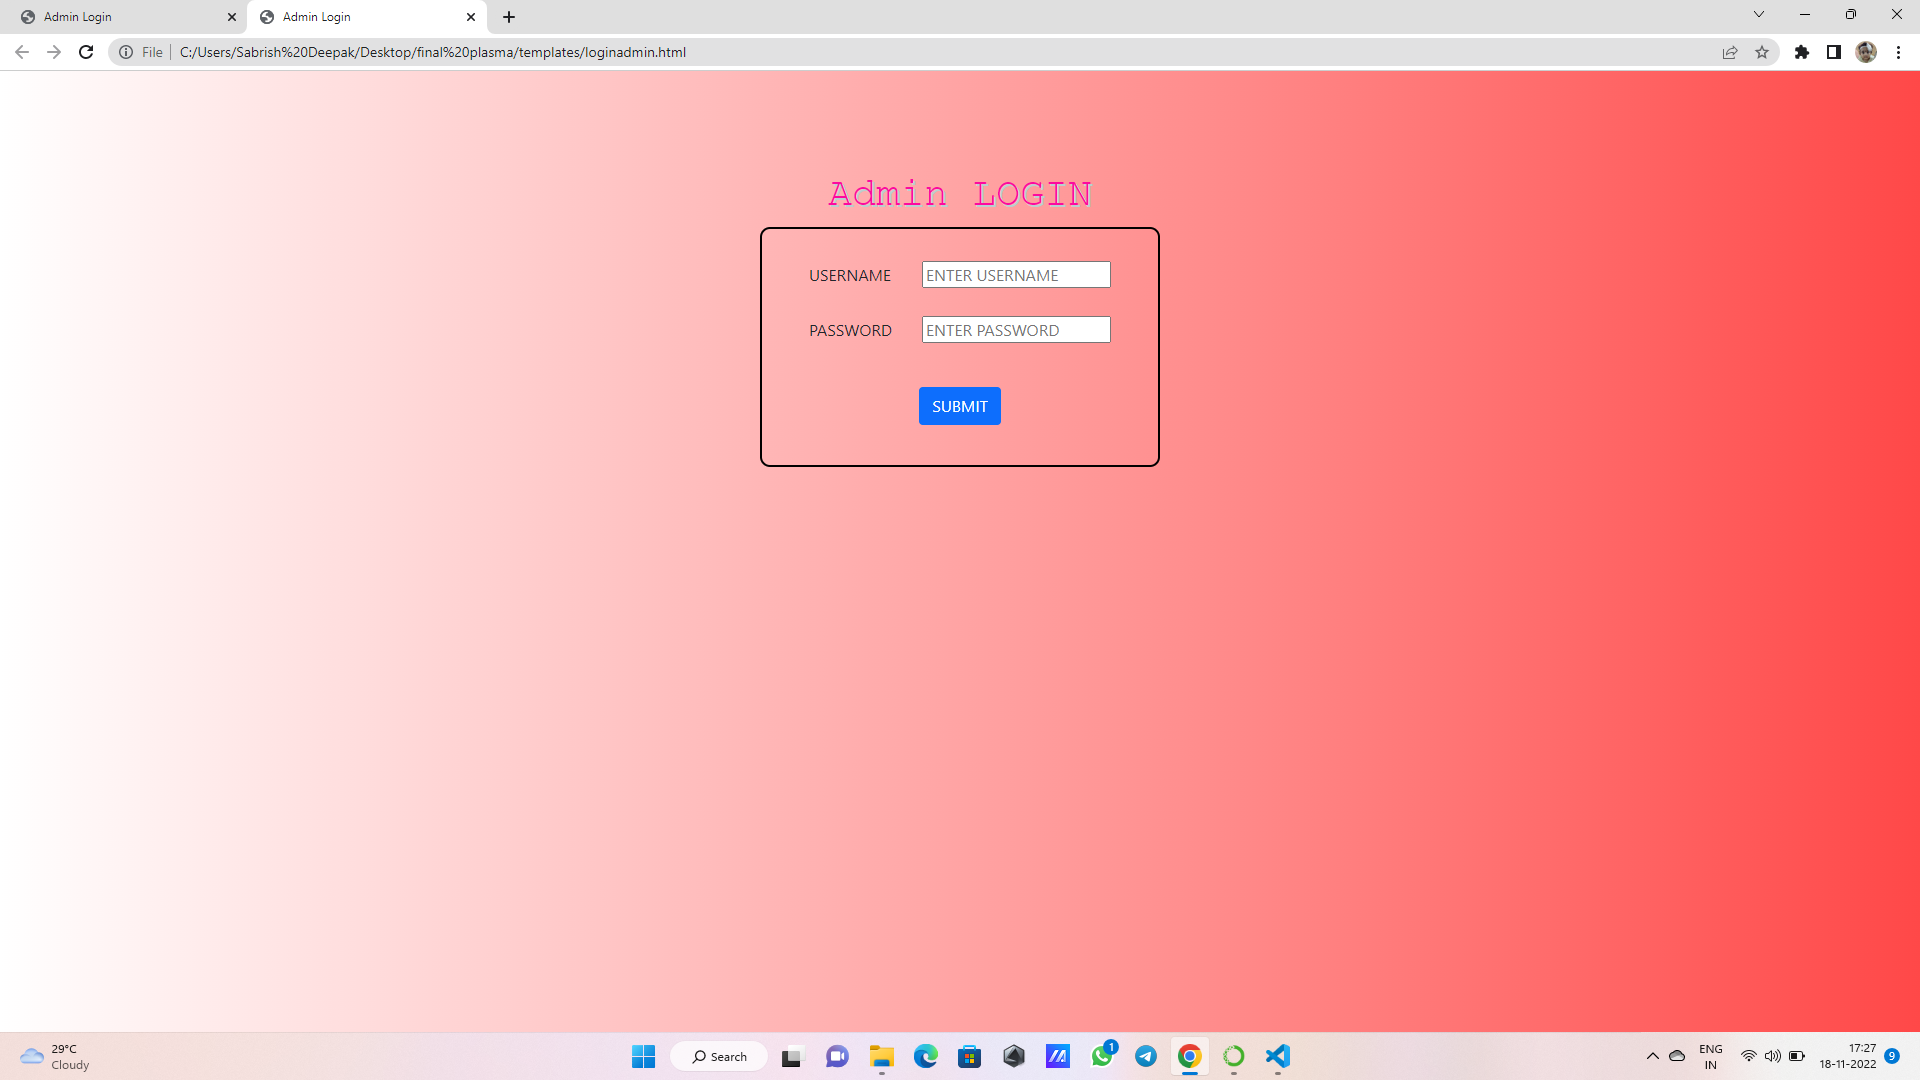 Admin Login
Admin Login
File
C:/Users/Sabrish%20Deepak/Desktop/final%20plasma/templates/loginadmin.html
Admin LOGIN
USERNAME ENTER USERNAME
PASSWORD ENTER PASSWORD
SUBMIT
29°C
Cloudy
Search
1
ENG
IN
17:27
18-11-2022
9